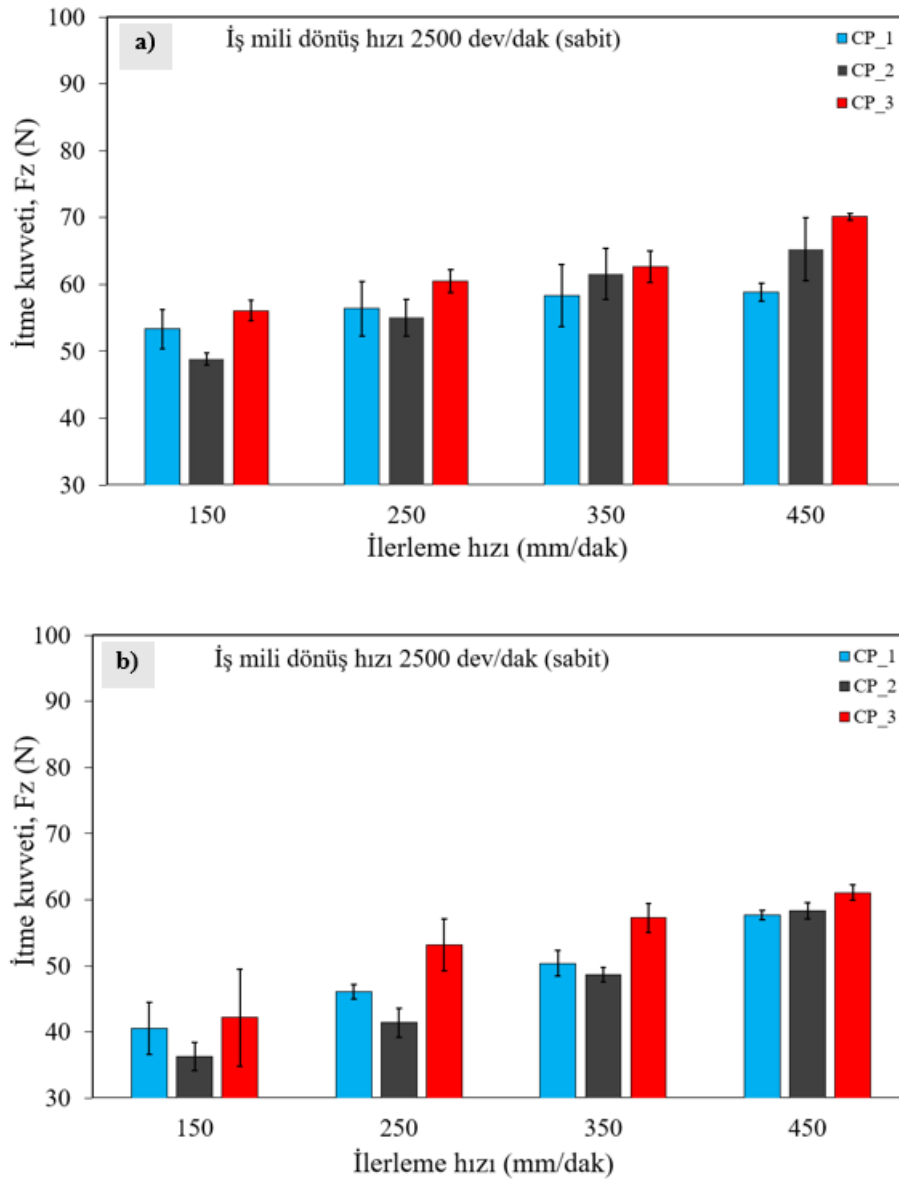 a)
İş mili dönüş hızı 2500 dev/dak (sabit)
CP_1
CP_2
CP_3
İtme kuvveti, Fz (N)
100
90
80
70
60
50
40
30
150 250 350 450
İlerleme hızı (mm/dak)
b)
İş mili dönüş hızı 2500 dev/dak (sabit)
CP_1
CP_2
CP_3
İtme kuvveti, Fz (N)
100
90
80
70
60
50
40
30
150 250 350 450
İlerleme hızı (mm/dak)